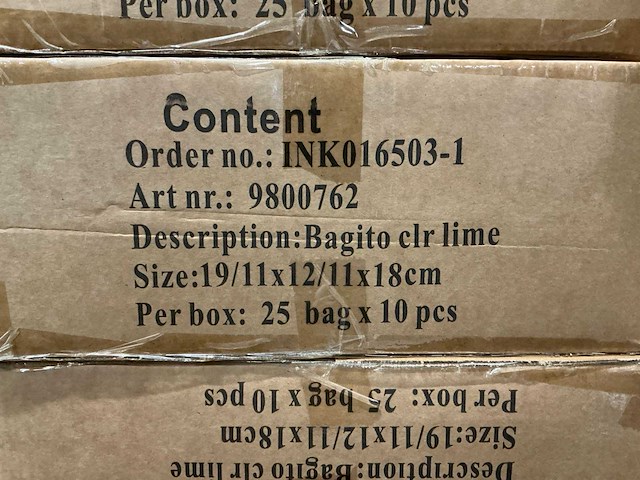 Per box: 25 bag x 10 pcs
Content
Order no.: INK016503-1
Art nr.: 9800762
Description:Bagito clr lime
Size:19/11x12/11x18cm
Per box: 25 bag x 10 pcs
Per box: 25 bag x 10 pcs
Size:19/11/11x12/11x18cm
Description:Bagito clr lime